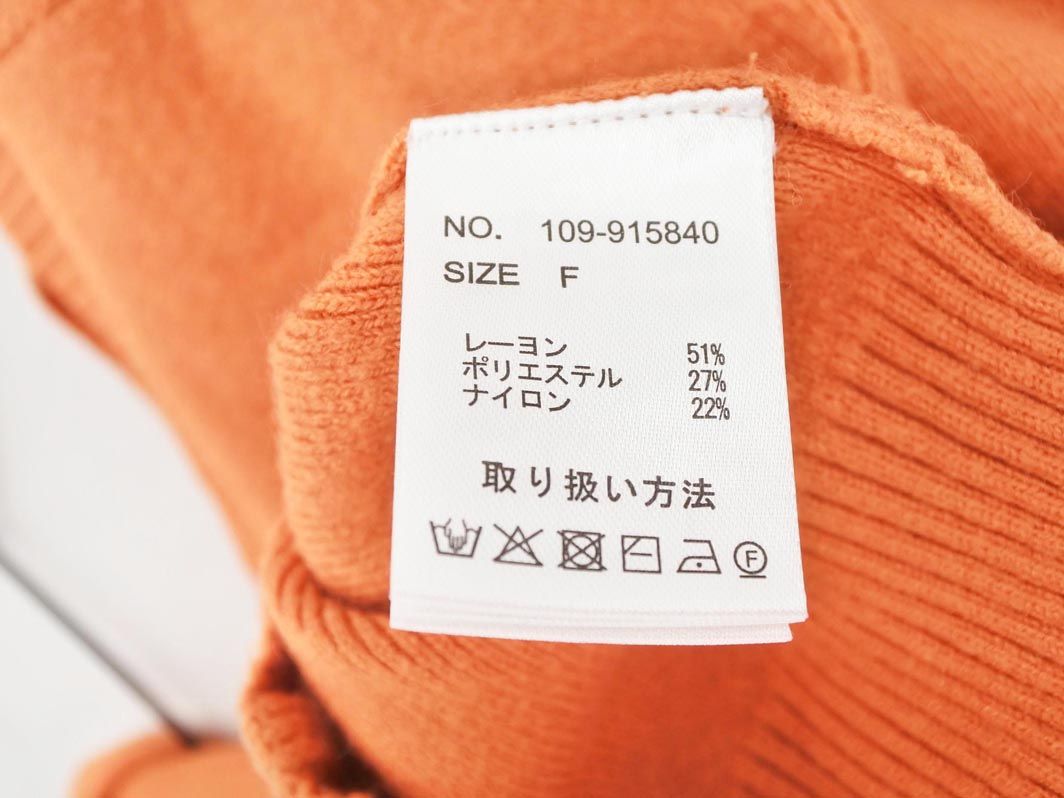 NO. 109-915840
SIZE F
レーヨン 51%
ポリエステル 27%
ナイロン 22%
取り扱い方法
F